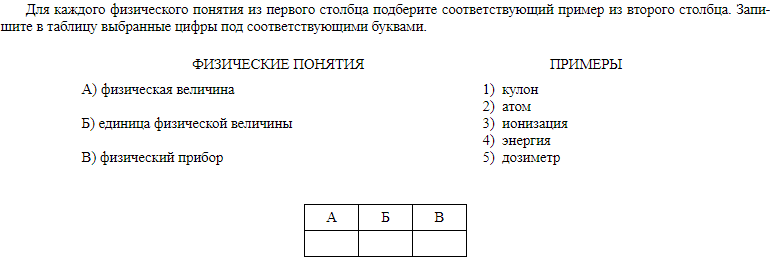 Для каждого физического понятия из первого столбца подберите соответствующий пример из второго столбца. Запи-
шите в таблицу выбранные цифры под соответствующими буквами.
ФИЗИЧЕСКИЕ ПОНЯТИЯ ПРИМЕРЫ
А) физическая величина 1) кулон
2) атом
Б) единица физической величины 3) ионизация
4) энергия
В) физический прибор 5) дозиметр
А Б В